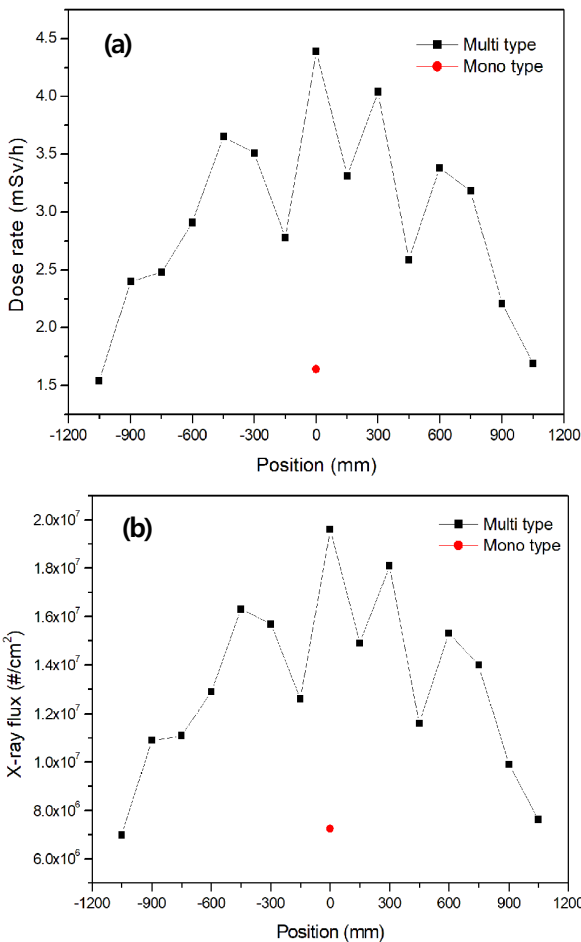 (a)
Multi type
Mono type
4.5
4.0
3.5
3.0
2.5
2.0
1.5
Dose rate (mSv/h)
-1200 -900 -600 -300 0 300 600 900 1200
Position (mm)
(b)
Multi type
Mono type
2.0x10⁷
1.8x10⁷
1.6x10⁷
1.4x10⁷
1.2x10⁷
1.0x10⁷
8.0x10⁶
6.0x10⁶
X-ray flux (#/cm²)
-1200 -900 -600 -300 0 300 600 900 1200
Position (mm)